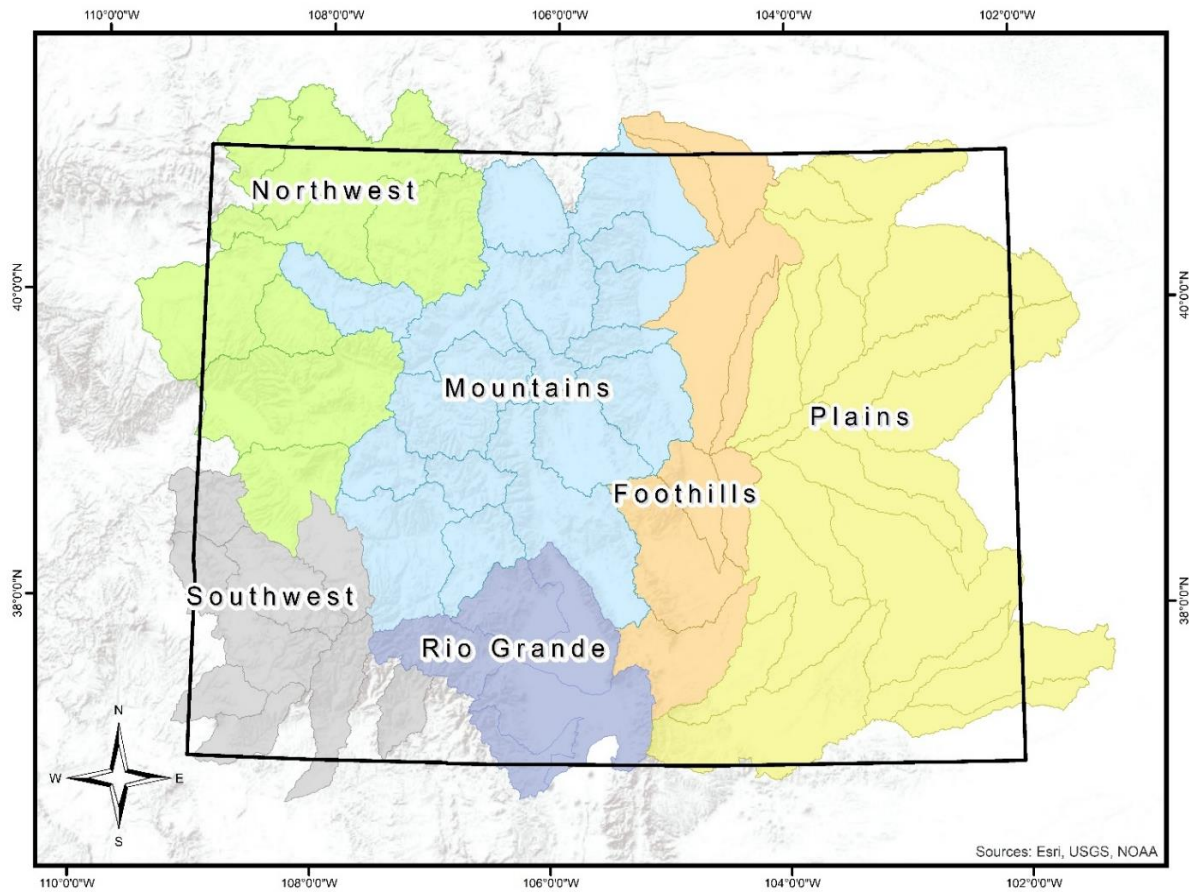 110°0'0"W 108°0'0"W 106°0'0"W 104°0'0"W 102°0'0"W
Northwest
40°0'0"N 40°0'0"N
Mountains
Plains
Foothills
38°0'0"N 38°0'0"N
Southwest
Rio Grande
N
W E
S
Sources: Esri, USGS, NOAA
110°0'0"W 108°0'0"W 106°0'0"W 104°0'0"W 102°0'0"W